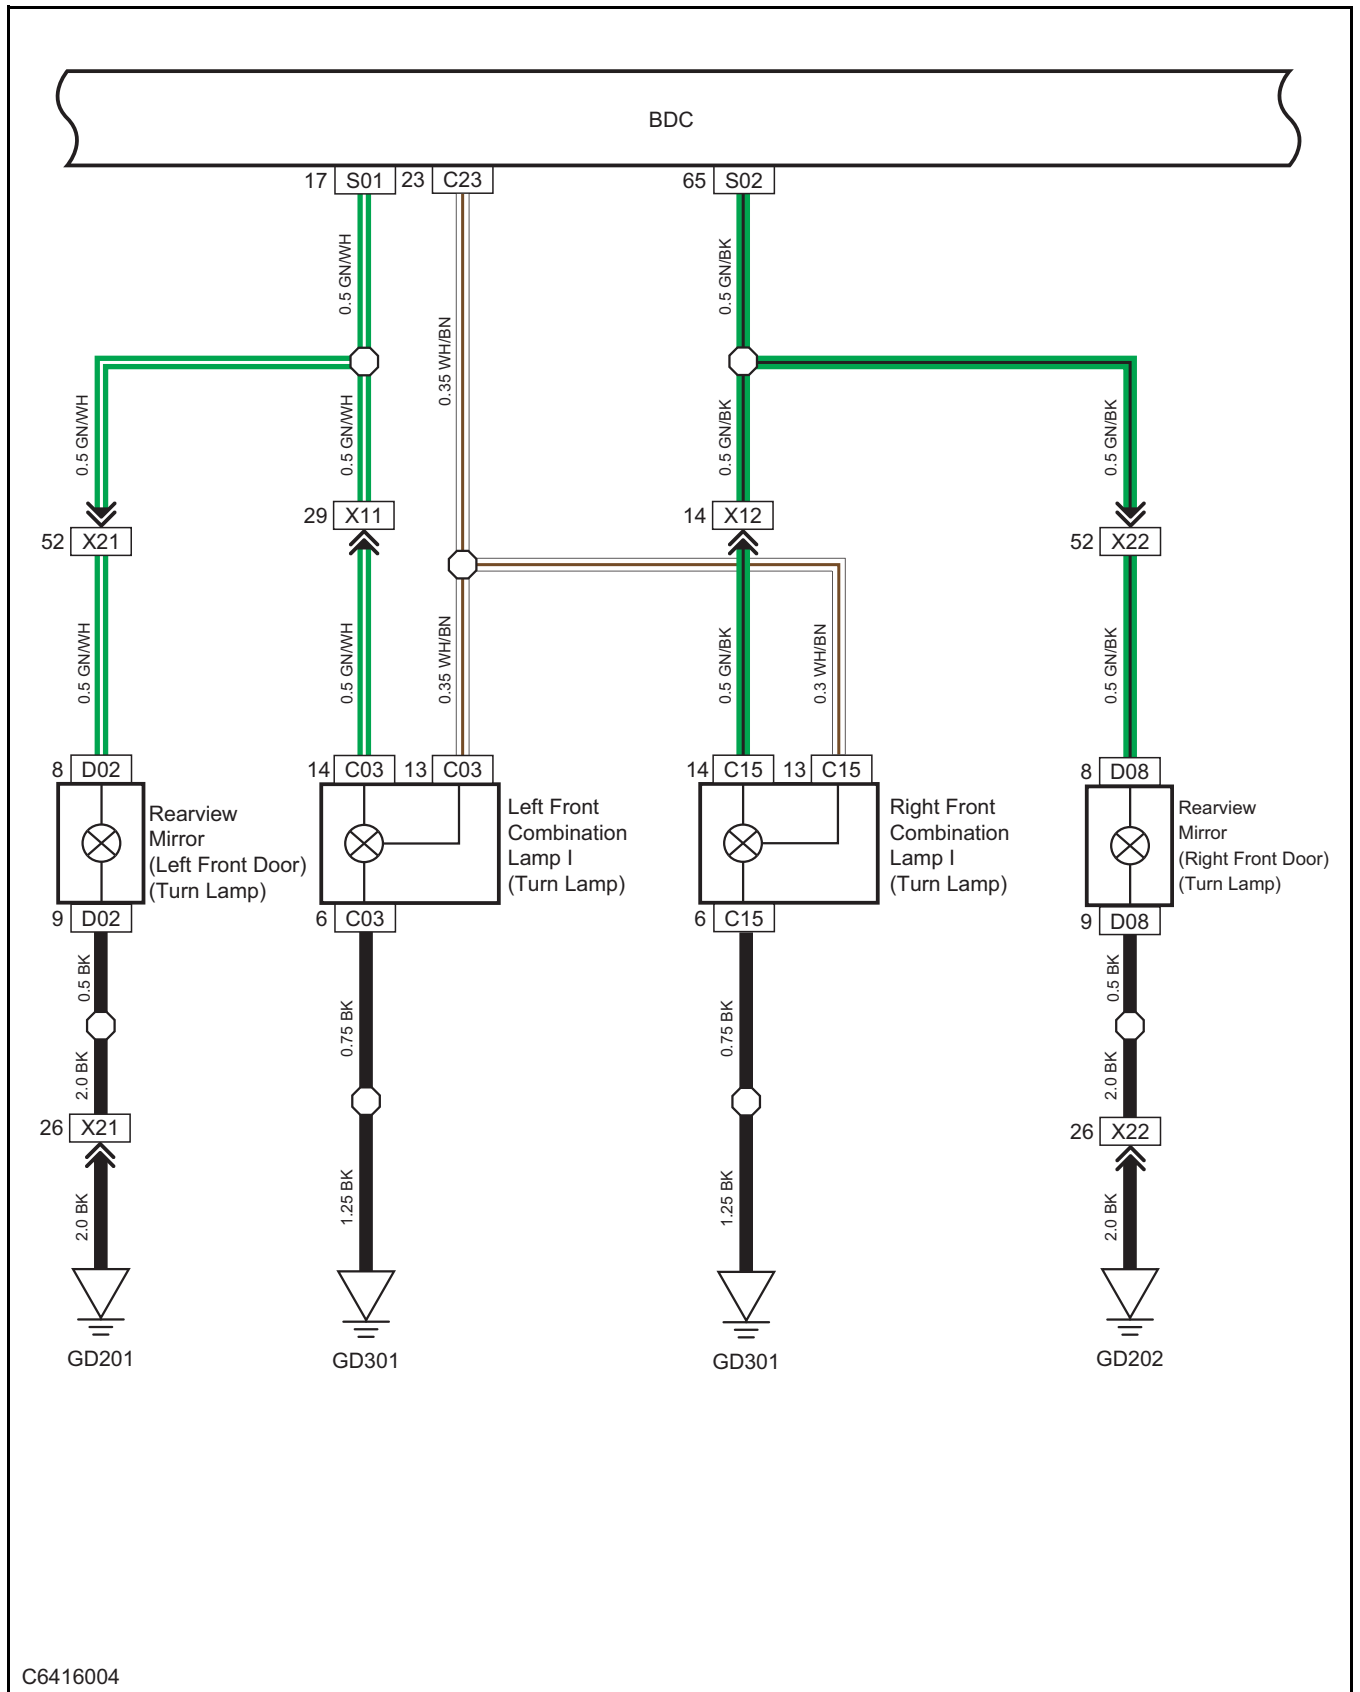 BDC
17 S01 23 C23 65 S02
0.5 GN/WH
0.35 WH/BN
0.5 GN/BK
0.5 GN/WH
0.5 GN/WH
0.5 GN/BK
0.5 GN/BK
29 X11 14 X12
52 X21 52 X22
0.5 GN/WH
0.5 GN/WH
0.35 WH/BN
0.5 GN/BK
0.3 WH/BN
0.5 GN/BK
8 D02 14 C03 13 C03 14 C15 13 C15 8 D08
Rearview
Mirror
(Left Front Door)
(Turn Lamp)
Left Front
Combination
Lamp I
(Turn Lamp)
Right Front
Combination
Lamp I
(Turn Lamp)
Rearview
Mirror
(Right Front Door)
(Turn Lamp)
9 D02 6 C03 6 C15 9 D08
0.5 BK
0.75 BK
0.75 BK
0.5 BK
2.0 BK
2.0 BK
26 X21 26 X22
2.0 BK
1.25 BK
1.25 BK
2.0 BK
GD201 GD301 GD301 GD202
C6416004